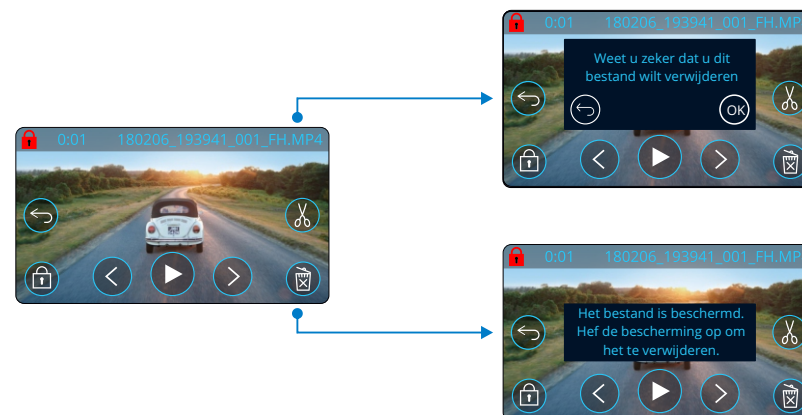 0:01 180206_193941_001_FH.MP4
0:01 180206_193941_001_FH.MP
Weet u zeker dat u dit
bestand wilt verwijderen
OK
0:01 180206_193941_001_FH.MP
Het bestand is beschermd.
Hef de bescherming op om
het te verwijderen.